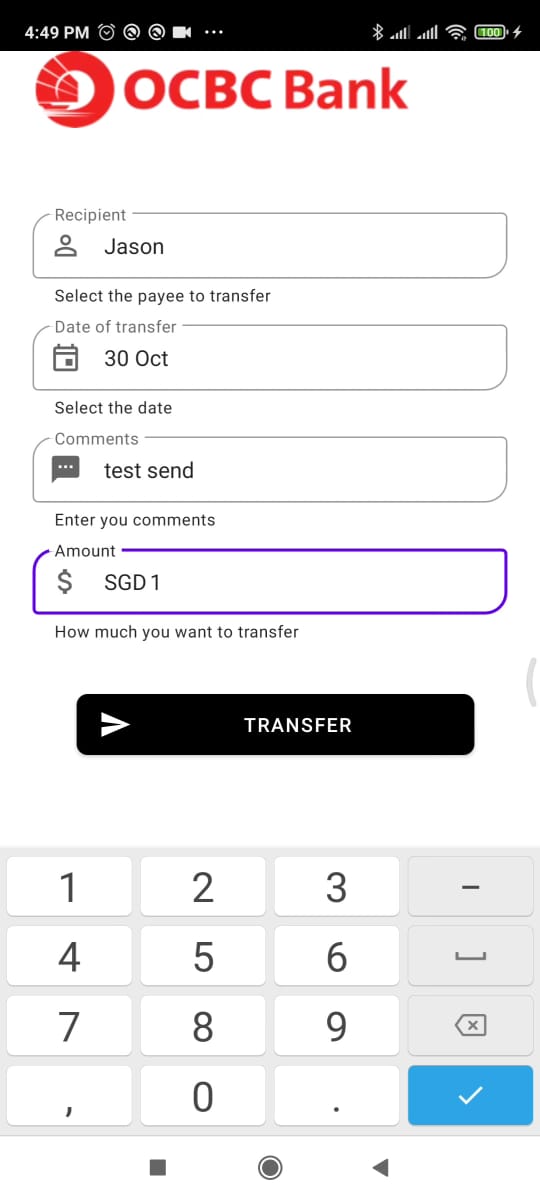 4:49 PM
100
OCBC Bank
Recipient
Jason
Select the payee to transfer
Date of transfer
30 Oct
Select the date
Comments
test send
Enter you comments
Amount
$ SGD 1
How much you want to transfer
TRANSFER
1 2 3 –
4 5 6
7 8 9
, 0 .